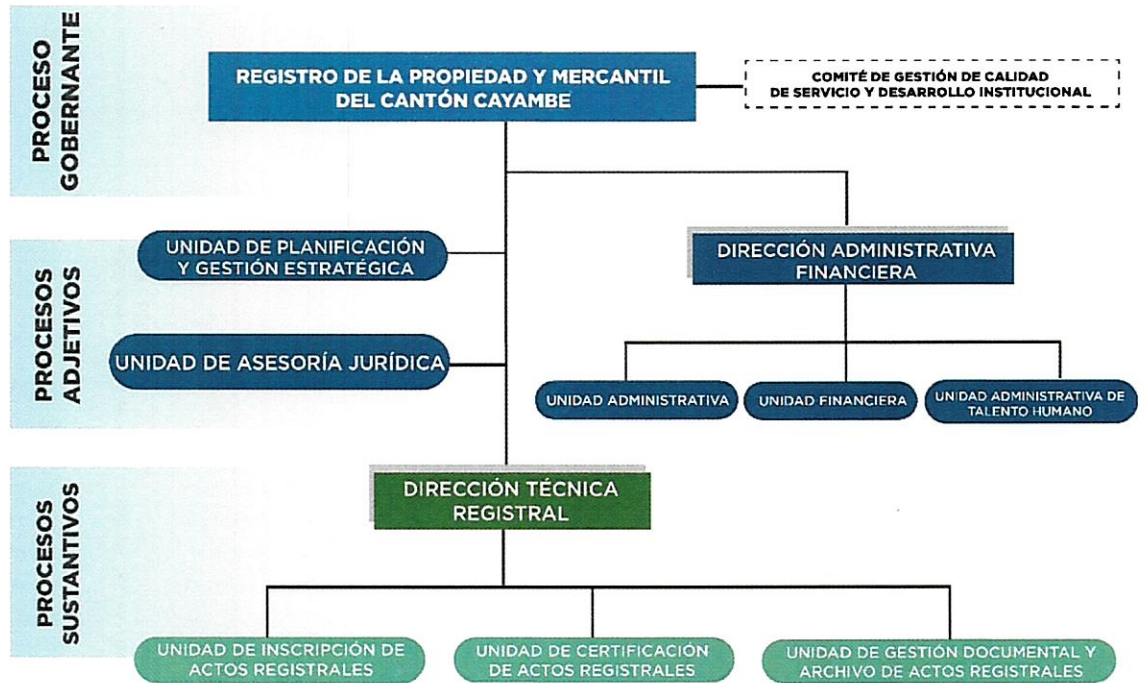 PROCESO
GOBERNANTE
REGISTRO DE LA PROPIEDAD Y MERCANTIL
DEL CANTÓN CAYAMBE
COMITÉ DE GESTIÓN DE CALIDAD
DE SERVICIO Y DESARROLLO INSTITUCIONAL
PROCESOS
ADJETIVOS
UNIDAD DE PLANIFICACIÓN
Y GESTIÓN ESTRATÉGICA
DIRECCIÓN ADMINISTRATIVA
FINANCIERA
UNIDAD DE ASESORÍA JURÍDICA
UNIDAD ADMINISTRATIVA
UNIDAD FINANCIERA
UNIDAD ADMINISTRATIVA DE
TALENTO HUMANO
PROCESOS
SUSTANTIVOS
DIRECCIÓN TÉCNICA
REGISTRAL
UNIDAD DE INSCRIPCIÓN DE
ACTOS REGISTRALES
UNIDAD DE CERTIFICACIÓN
DE ACTOS REGISTRALES
UNIDAD DE GESTIÓN DOCUMENTAL Y
ARCHIVO DE ACTOS REGISTRALES